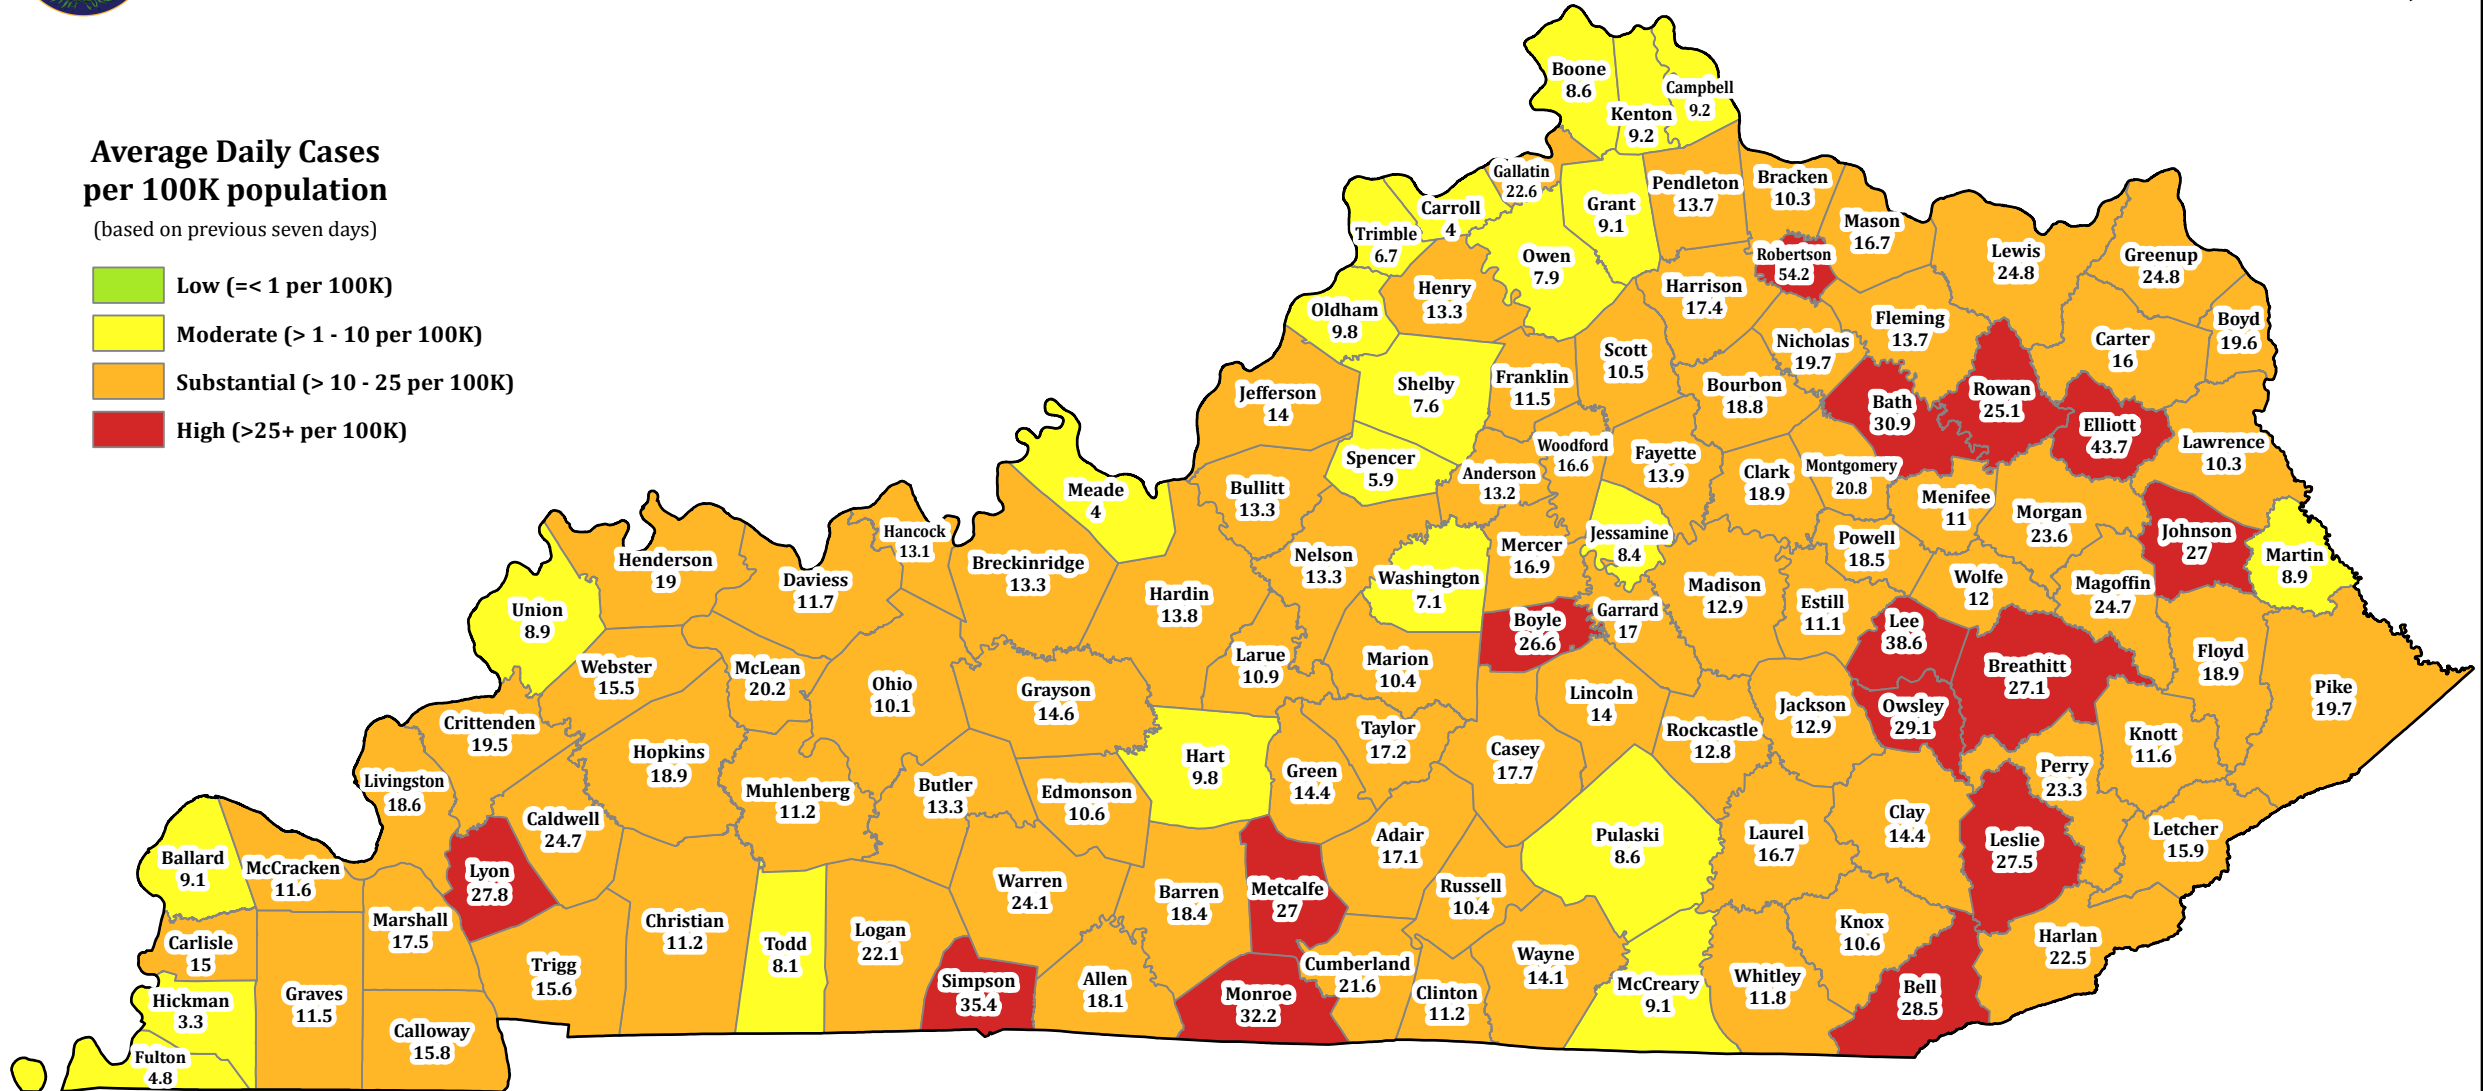 Average Daily Cases
per 100K population
(based on previous seven days)
Low (=< 1 per 100K)
Moderate (> 1 - 10 per 100K)
Substantial (> 10 - 25 per 100K)
High (>25+ per 100K)
Boone
8.6
Kenton
9.2
Campbell
9.2
Gallatin
22.6
Carroll
4
Trimble
6.7
Grant
9.1
Pendleton
13.7
Bracken
10.3
Mason
16.7
Robertson
54.2
Lewis
24.8
Greenup
24.8
Owen
7.9
Henry
13.3
Oldham
9.8
Harrison
17.4
Fleming
13.7
Boyd
19.6
Carter
16
Nicholas
19.7
Scott
10.5
Shelby
7.6
Franklin
11.5
Jefferson
14
Bourbon
18.8
Bath
30.9
Rowan
25.1
Elliott
43.7
Lawrence
10.3
Woodford
16.6
Fayette
13.9
Spencer
5.9
Anderson
13.2
Clark
18.9
Montgomery
20.8
Menifee
11
Morgan
23.6
Meade
4
Bullitt
13.3
Johnson
27
Martin
8.9
Hancock
13.1
Jessamine
8.4
Powell
18.5
Mercer
16.9
Nelson
13.3
Washington
7.1
Henderson
19
Daviess
11.7
Breckinridge
13.3
Hardin
13.8
Madison
12.9
Wolfe
12
Magoffin
24.7
Estill
11.1
Union
8.9
Garrard
17
Boyle
26.6
Lee
38.6
Breathitt
27.1
Floyd
18.9
Pike
19.7
Webster
15.5
McLean
20.2
Ohio
10.1
Grayson
14.6
Larue
10.9
Marion
10.4
Lincoln
14
Jackson
12.9
Owsley
29.1
Rockcastle
12.8
Knott
11.6
Crittenden
19.5
Taylor
17.2
Casey
17.7
Hart
9.8
Green
14.4
Hopkins
18.9
Livingston
18.6
Muhlenberg
11.2
Butler
13.3
Edmonson
10.6
Perry
23.3
Caldwell
24.7
Clay
14.4
Letcher
15.9
Leslie
27.5
Laurel
16.7
Pulaski
8.6
Adair
17.1
Ballard
9.1
McCracken
11.6
Lyon
27.8
Warren
24.1
Barren
18.4
Metcalfe
27
Russell
10.4
Marshall
17.5
Christian
11.2
Todd
8.1
Logan
22.1
Knox
10.6
Harlan
22.5
Carlisle
15
Trigg
15.6
Simpson
35.4
Allen
18.1
Monroe
32.2
Cumberland
21.6
Clinton
11.2
Wayne
14.1
McCreary
9.1
Whitley
11.8
Bell
28.5
Hickman
3.3
Graves
11.5
Calloway
15.8
Fulton
4.8